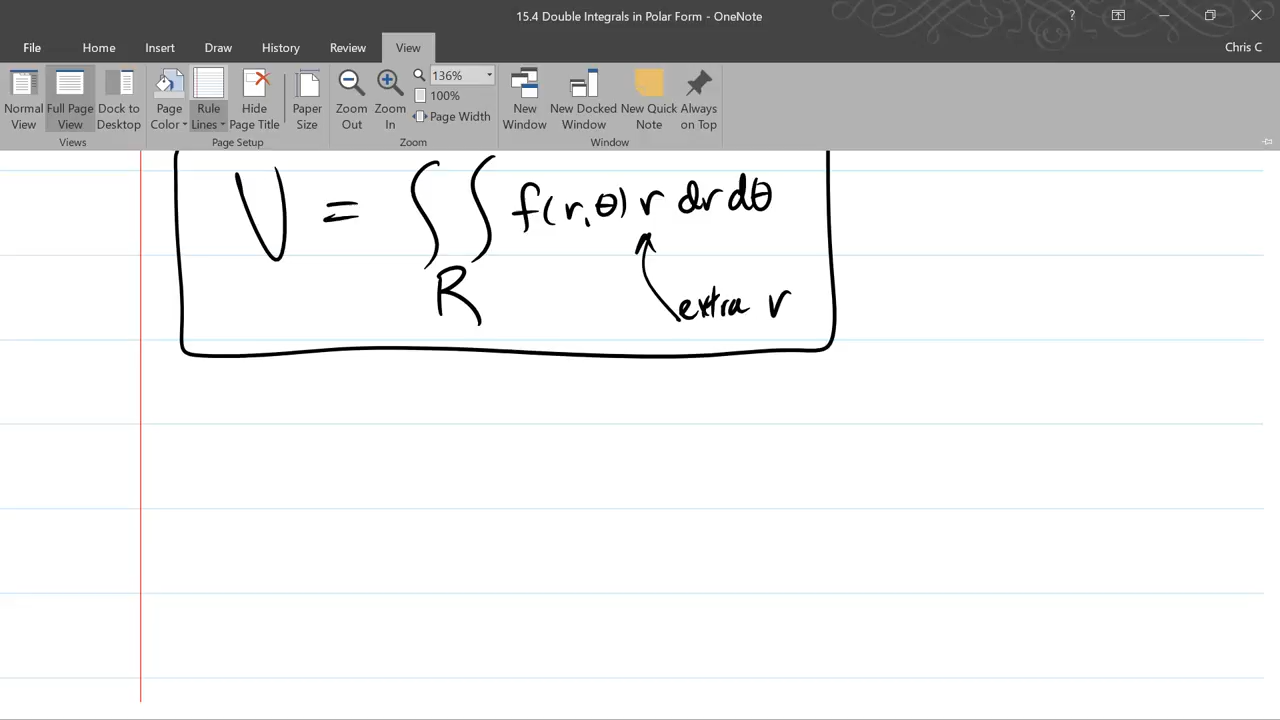 15.4 Double Integrals in Polar Form - OneNote
?
File Home Insert Draw History Review View Chris C
Normal View
Full Page View
Dock to Desktop
Page Color
Rule Lines
Hide Page Title
Paper Size
Zoom Out
Zoom In
136%
100%
Page Width
New Window
New Docked Window
New Quick Note
Always on Top
Views Page Setup Zoom Window
V = ∫∫ f(r,θ) r dr dθ
R
extra r